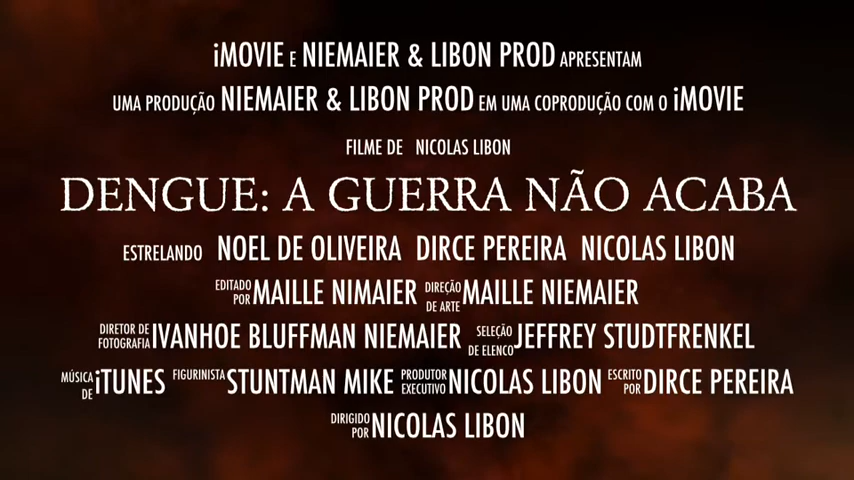 iMOVIE E NIEMAIER & LIBON PROD APRESENTAM
UMA PRODUÇÃO NIEMAIER & LIBON PROD EM UMA COPRODUÇÃO COM O iMOVIE
FILME DE NICOLAS LIBON
DENGUE: A GUERRA NÃO ACABA
ESTRELANDO NOEL DE OLIVEIRA DIRCE PEREIRA NICOLAS LIBON
EDITADO POR MAILLE NIMAIER DIREÇÃO DE ARTE MAILLE NIEMAIER
DIRETOR DE FOTOGRAFIA IVANHOE BLUFFMAN NIEMAIER SELEÇÃO DE ELENCO JEFFREY STUDTFRENKEL
MÚSICA DE iTUNES FIGURINISTA STUNTMAN MIKE PRODUTOR EXECUTIVO NICOLAS LIBON ESCRITO POR DIRCE PEREIRA
DIRIGIDO POR NICOLAS LIBON